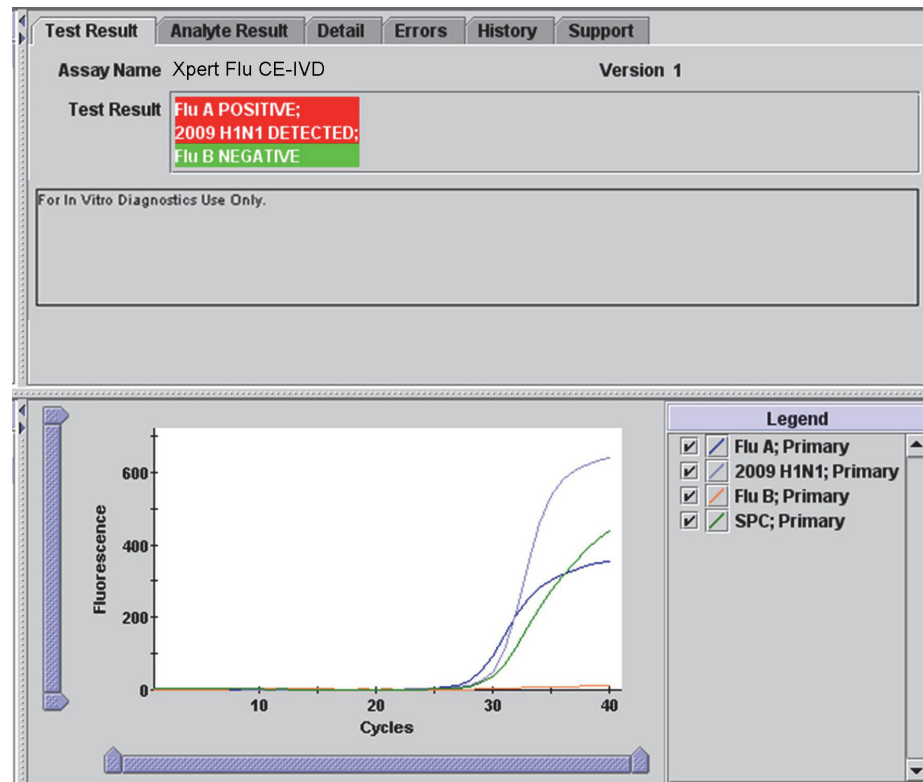 Test Result Analyte Result Detail Errors History Support
Assay Name Xpert Flu CE-IVD Version 1
Test Result Flu A POSITIVE;
2009 H1N1 DETECTED;
Flu B NEGATIVE
For In Vitro Diagnostics Use Only.
600
400
200
0
10 20 30 40
Fluorescence
Cycles
Legend
Flu A; Primary
2009 H1N1; Primary
Flu B; Primary
SPC; Primary